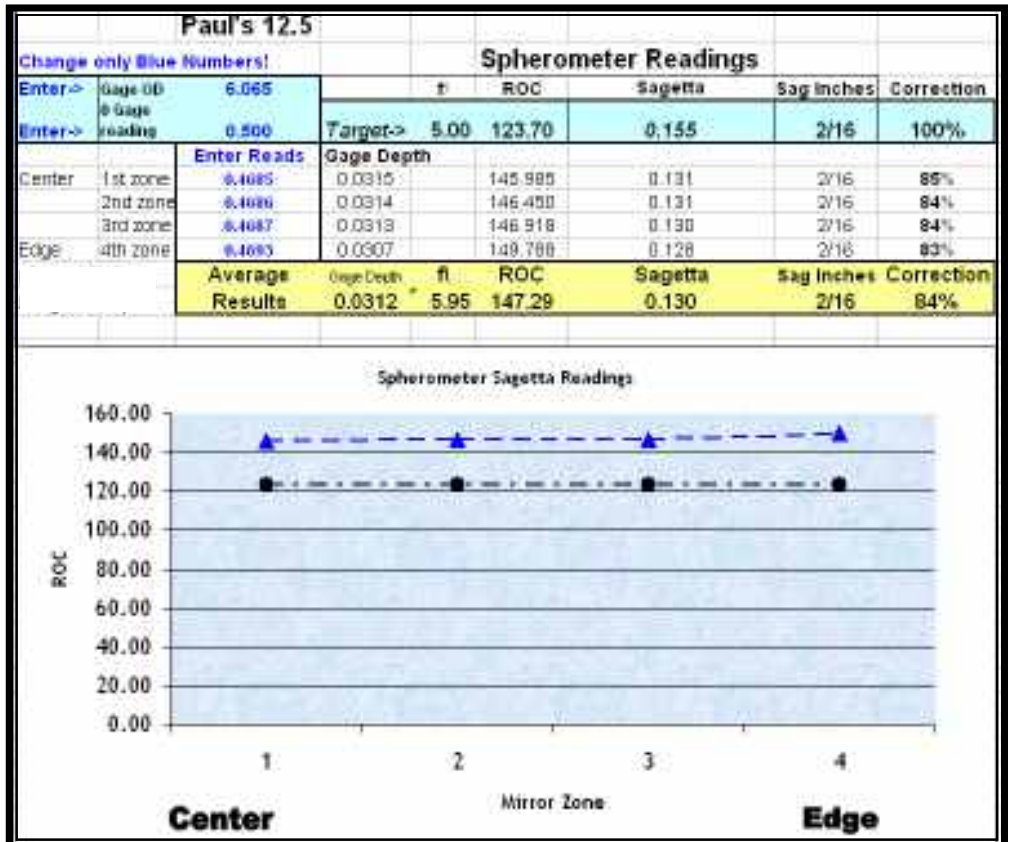 Paul's 12.5
Change only Blue Numbers! Spherometer Readings
Enter-> Gage OD 6.065 f ROC Sagetta Sag Inches Correction
0 Gage
Enter-> reading 0.500 Target-> 5.00 123.70 0.155 2/16 100%
Enter Reads Gage Depth
Center 1st zone 0.4685 0.0315 145.985 0.131 2/16 85%
2nd zone 0.4686 0.0314 146.450 0.131 2/16 84%
3rd zone 0.4687 0.0313 146.918 0.130 2/16 84%
Edge 4th zone 0.4693 0.0307 149.788 0.128 2/16 83%
Average Gage Depth fl ROC Sagetta Sag Inches Correction
Results 0.0312 5.95 147.29 0.130 2/16 84%
Spherometer Sagetta Readings
160.00
140.00
120.00
100.00
80.00
60.00
40.00
20.00
0.00
ROC
1 2 3 4
Mirror Zone
Center Edge